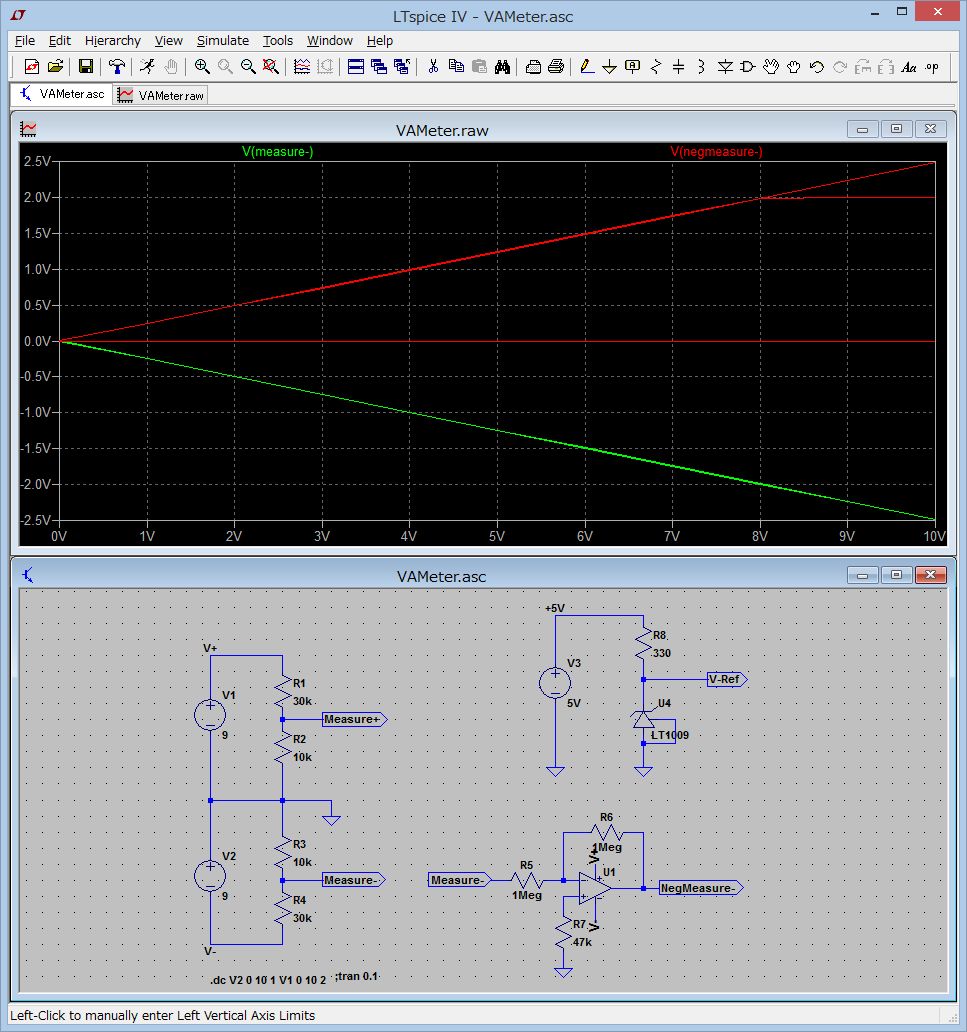 LTspice IV - VAMeter.asc
File Edit Hierarchy View Simulate Tools Window Help
Aa .op
VAMeter.asc VAMeter.raw
VAMeter.raw
V(measure-) V(negmeasure-)
2.5V
2.0V
1.5V
1.0V
0.5V
0.0V
-0.5V
-1.0V
-1.5V
-2.0V
-2.5V
0V 1V 2V 3V 4V 5V 6V 7V 8V 9V 10V
VAMeter.asc
V+
V1
9
R1
30k
Measure+
R2
10k
V2
9
R3
10k
Measure-
R4
30k
V-
.dc V2 0 10 1 V1 0 10 2 ;tran 0.1
+5V
V3
5V
R8
330
V-Ref
U4
LT1009
Measure-
R5
1Meg
R6
1Meg
V+
U1
V-
R7
47k
NegMeasure-
Left-Click to manually enter Left Vertical Axis Limits